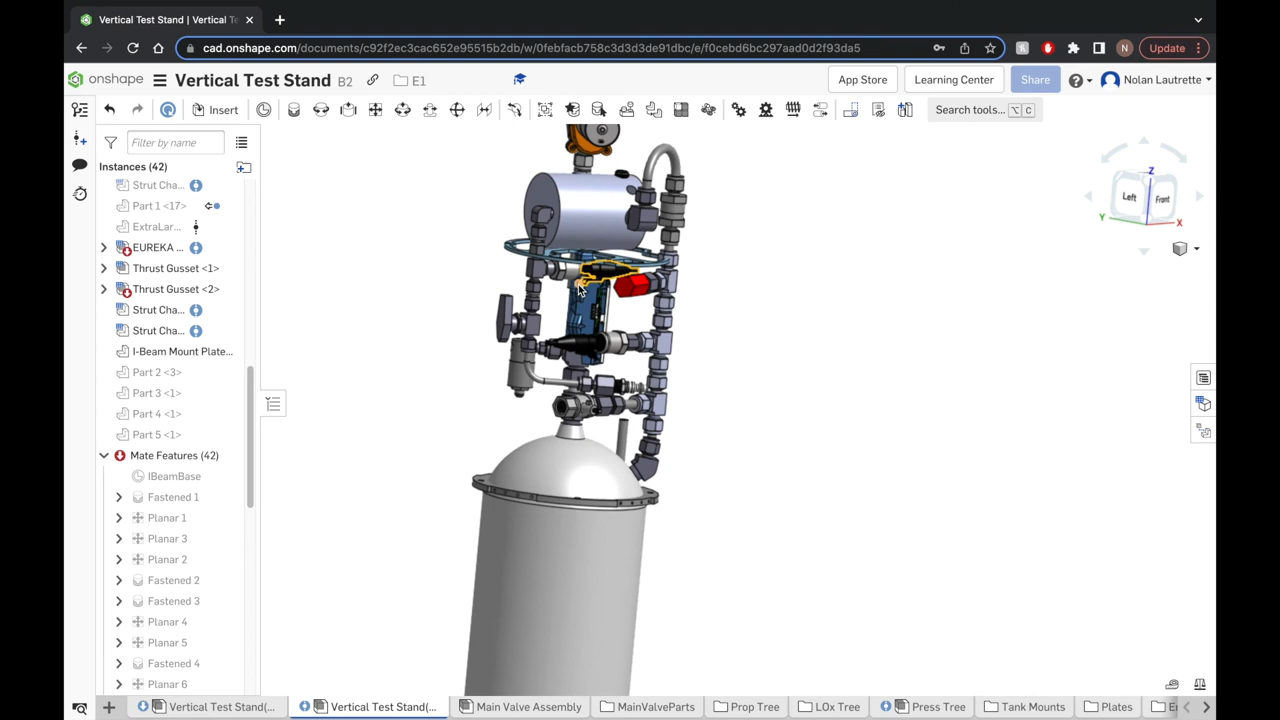 Vertical Test Stand | Vertical Te
cad.onshape.com/documents/c92f2ec3cac652e95515b2db/w/0febfacb758c3d3d3de91dbc/e/f0cebd6bc297aad0d2f93da5
N
Update
onshape
Vertical Test Stand B2
E1
App Store
Learning Center
Share
Nolan Lautrette
Insert
Search tools... ⌥ C
Filter by name
Instances (42)
Strut Cha...
Part 1 <17>
ExtraLar...
EUREKA ...
Thrust Gusset <1>
Thrust Gusset <2>
Strut Cha...
Strut Cha...
I-Beam Mount Plate...
Part 2 <3>
Part 3 <1>
Part 4 <1>
Part 5 <1>
Mate Features (42)
IBeamBase
Fastened 1
Planar 1
Planar 3
Planar 2
Fastened 2
Fastened 3
Planar 4
Planar 5
Fastened 4
Planar 6
Z
Left
Front
Y
X
Vertical Test Stand(...
Vertical Test Stand(...
Main Valve Assembly
MainValveParts
Prop Tree
LOx Tree
Press Tree
Tank Mounts
Plates